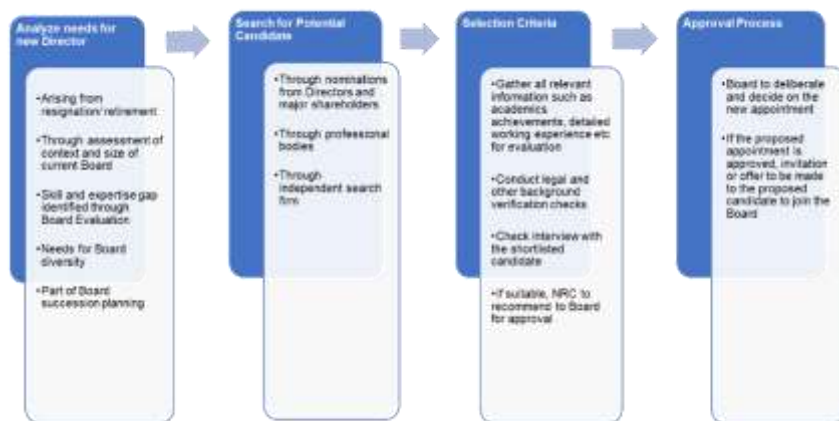 Analyze needs for
new Director
•Arising from
resignation/ retirement
•Through assessment of
context and size of
current Board
•Skill and expertise gap
identified through
Board Evaluation
•Needs for Board
diversity
•Part of Board
succession planning
Search for Potential
Candidate
•Through nominations
from Directors and
major shareholders
•Through professional
bodies
•Through
independent search
firm
Selection Criteria
•Gather all relevant
information such as
academics
achievements, detailed
working experience etc
for evaluation
•Conduct legal and
other background
verification checks
•Check interview with
the shortlisted
candidate
•If suitable, NRC to
recommend to Board
for approval
Approval Process
•Board to deliberate
and decide on the
new appointment
•If the proposed
appointment is
approved, invitation
or offer to be made
to the proposed
candidate to join the
Board